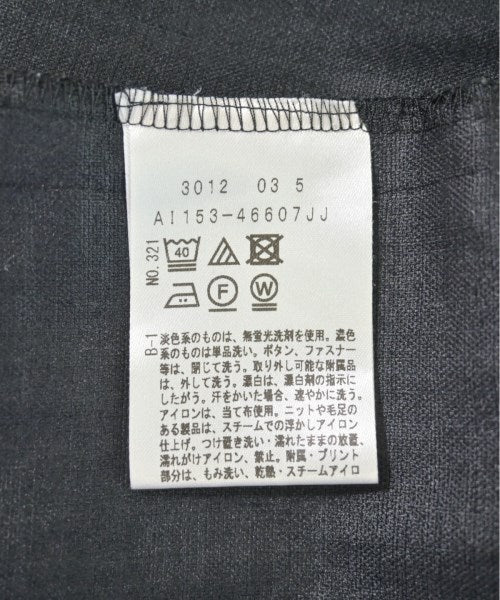 3012 03 5
AI153-46607JJ
NO.321
40
F
W
B-1
淡色系のものは、無蛍光洗剤を使用。濃色
系のものは単品洗い。ボタン、ファスナー
等は、閉じて洗う。取り外し可能な附属品
は、外して洗う。漂白は、漂白剤の指示に
したがう。汗をかいた場合、速やかに洗う。
アイロンは、当て布使用。ニットや毛足の
ある製品は、スチームでの浮かしアイロン
仕上げ。つけ置き洗い・濡れたままの放置、
濡れがけアイロン、禁止。附属・プリント
部分は、もみ洗い、乾熱・スチームアイロ